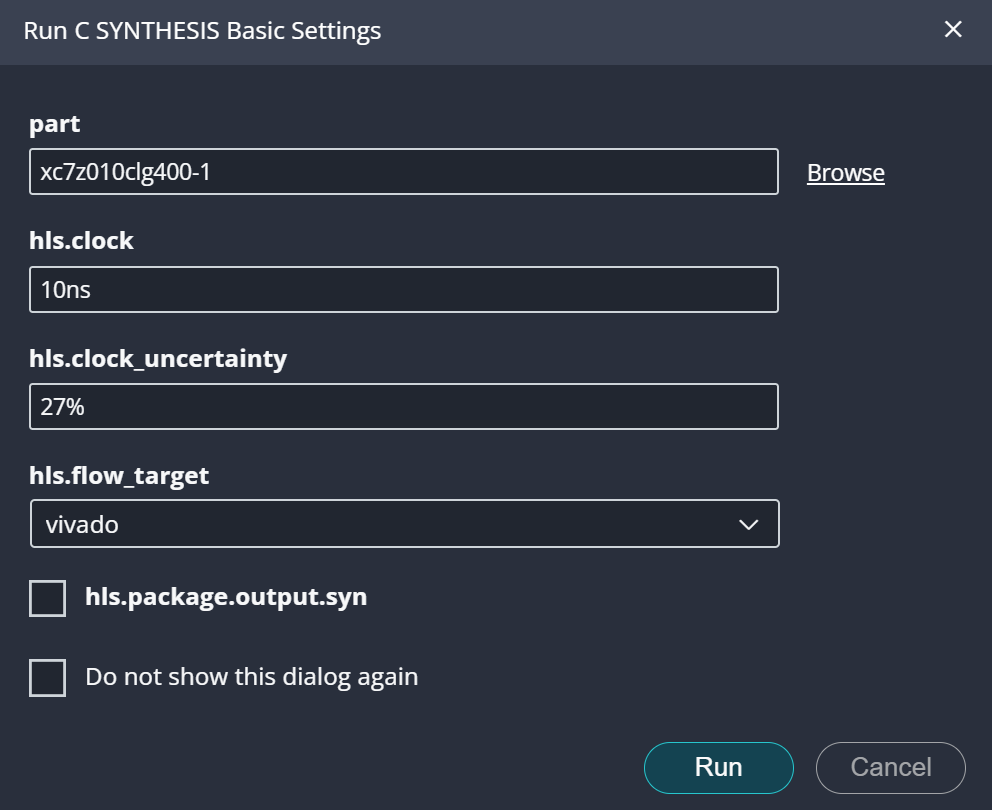 Run C SYNTHESIS Basic Settings
part
xc7z010clg400-1
Browse
hls.clock
10ns
hls.clock_uncertainty
27%
hls.flow_target
vivado
hls.package.output.syn
Do not show this dialog again
Run
Cancel